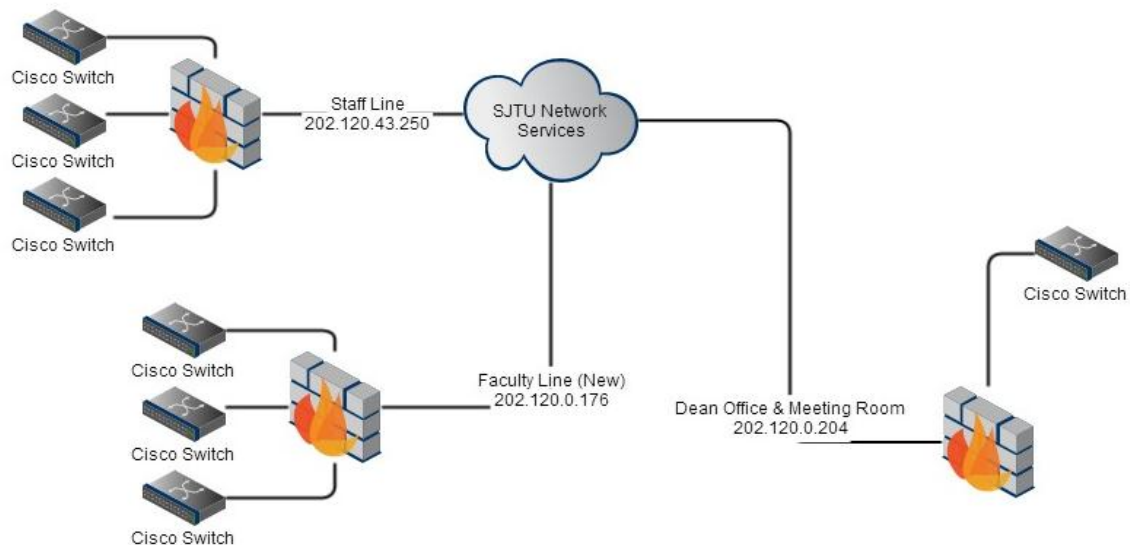 Cisco Switch
Staff Line
202.120.43.250
SJTU Network
Services
Cisco Switch
Cisco Switch
Cisco Switch
Cisco Switch
Faculty Line (New)
202.120.0.176
Dean Office & Meeting Room
202.120.0.204
Cisco Switch
Cisco Switch